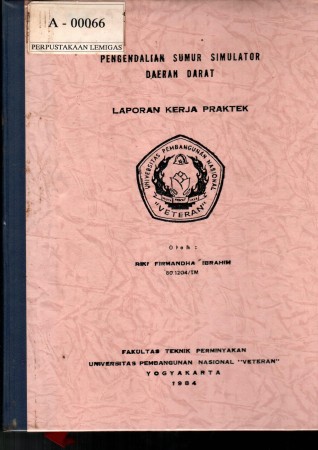 A - 00066
PERPUSTAKAAN LEMIGAS
PENGENDALIAN SUMUR SIMULATOR
DAERAH DARAT
LAPORAN KERJA PRAKTEK
UNIVERSITAS PEMBANGUNAN NASIONAL
"VETERAN"
Oleh :
IBRAHIM
FAKULTAS TEKNIK PERMINYAKAN
UNIVERSITAS PEMBANGUNAN NASIONAL "VETERAN"
YOGYAKARTA
1984